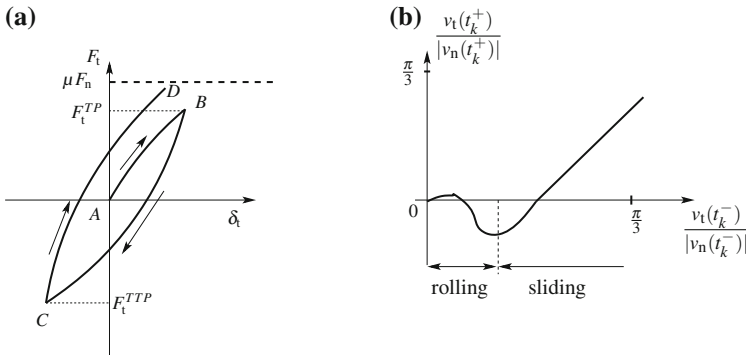 (a)
F_t
μF_n
D
F_t^{TP}
B
A
δ_t
F_t^{TTP}
C
(b)
v_t(t_k^+)
|v_n(t_k^+)|
π
3
0
π
3
v_t(t_k^-)
|v_n(t_k^-)|
rolling
sliding